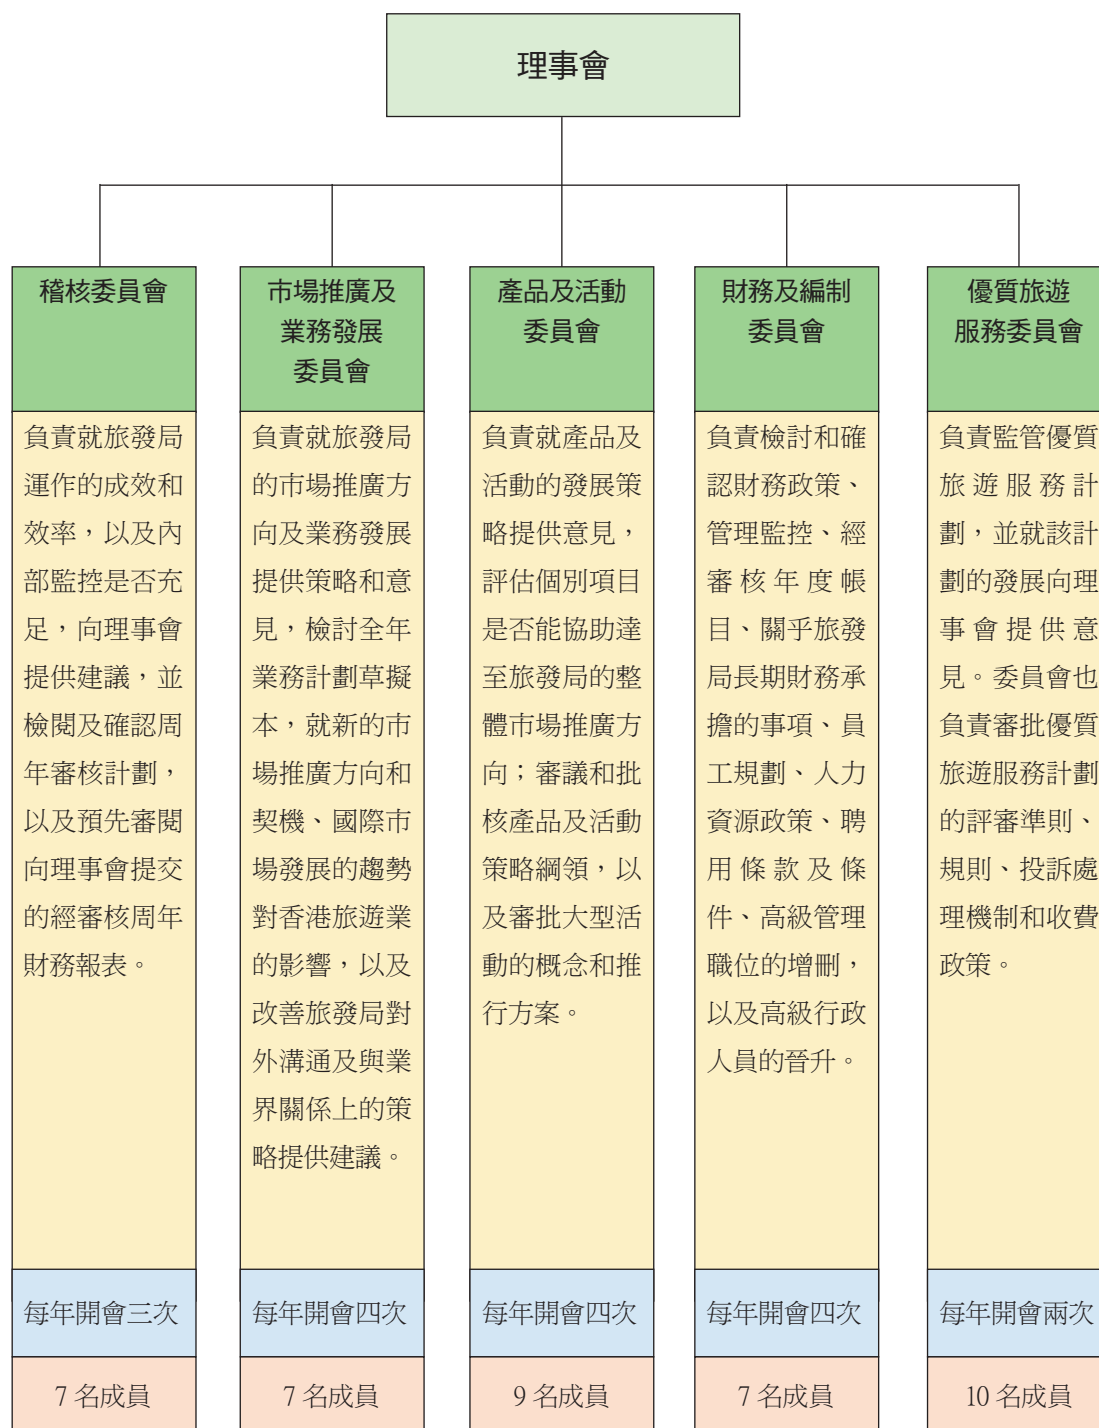 理事會
稽核委員會
負責就旅發局
運作的成效和
效率，以及內
部監控是否充
足，向理事會
提供建議，並
檢閱及確認周
年審核計劃，
以及預先審閱
向理事會提交
的經審核周年
財務報表。
每年開會三次
7 名成員
市場推廣及
業務發展
委員會
負責就旅發局
的市場推廣方
向及業務發展
提供策略和意
見，檢討全年
業務計劃草擬
本，就新的市
場推廣方向和
契機、國際市
場發展的趨勢
對香港旅遊業
的影響，以及
改善旅發局對
外溝通及與業
界關係上的策
略提供建議。
每年開會四次
7 名成員
產品及活動
委員會
負責就產品及
活動的發展策
略提供意見，
評估個別項目
是否能協助達
至旅發局的整
體市場推廣方
向；審議和批
核產品及活動
策略綱領，以
及審批大型活
動的概念和推
行方案。
每年開會四次
9 名成員
財務及編制
委員會
負責檢討和確
認財務政策、
管理監控、經
審核年度帳
目、關乎旅發
局長期財務承
擔的事項、員
工規劃、人力
資源政策、聘
用條款及條
件、高級管理
職位的增刪，
以及高級行政
人員的晉升。
每年開會四次
7 名成員
優質旅遊
服務委員會
負責監管優質
旅遊服務計
劃，並就該計
劃的發展向理
事會提供意
見。委員會也
負責審批優質
旅遊服務計劃
的評審準則、
規則、投訴處
理機制和收費
政策。
每年開會兩次
10 名成員